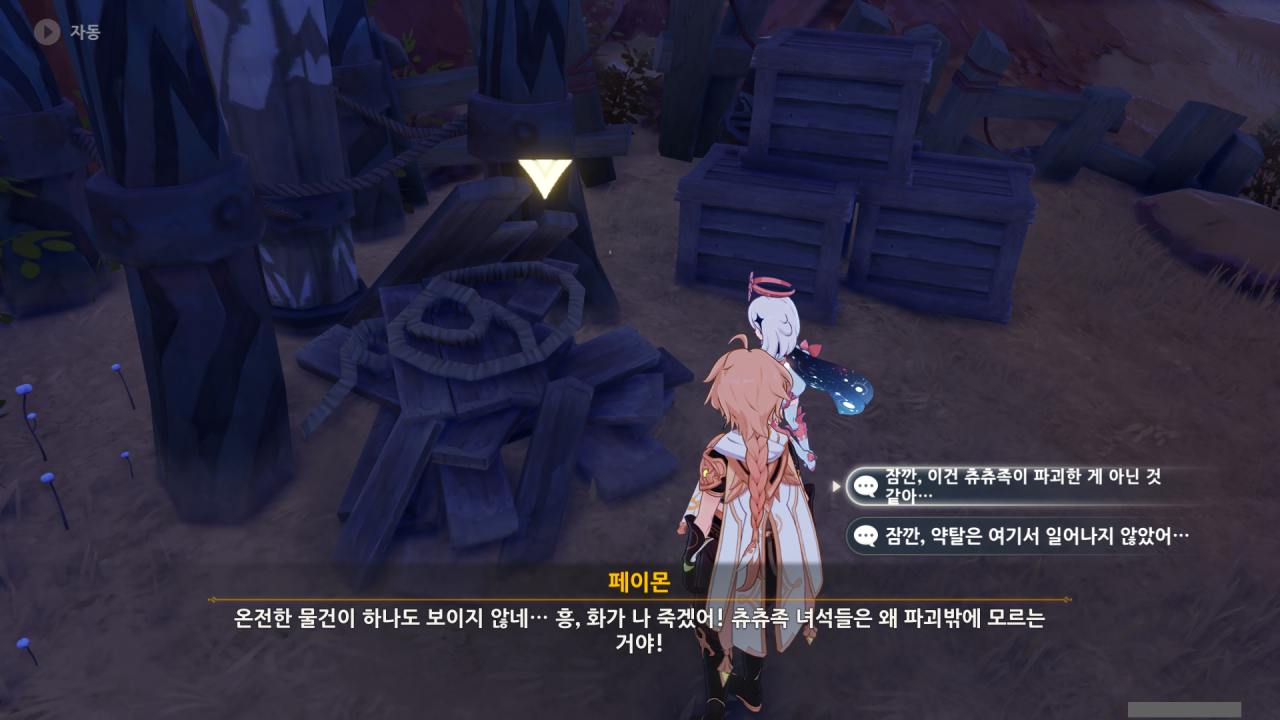 자동
잠깐, 이건 츄츄족이 파괴한 게 아닌 것
같아…
잠깐, 약탈은 여기서 일어나지 않았어…
페이몬
온전한 물건이 하나도 보이지 않네… 흥, 화가 나 죽겠어! 츄츄족 녀석들은 왜 파괴밖에 모르는
거야!